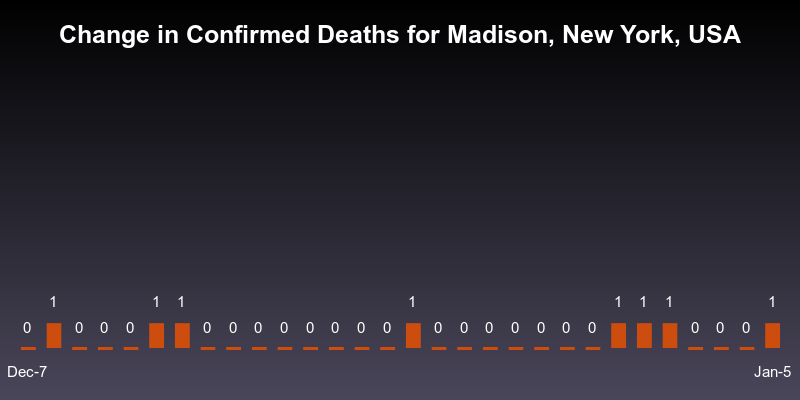 Change in Confirmed Deaths for Madison, New York, USA
0 1 0 0 0 1 1 0 0 0 0 0 0 0 0 1 0 0 0 0 0 0 0 1 1 1 0 0 0 1
Dec-7 Jan-5